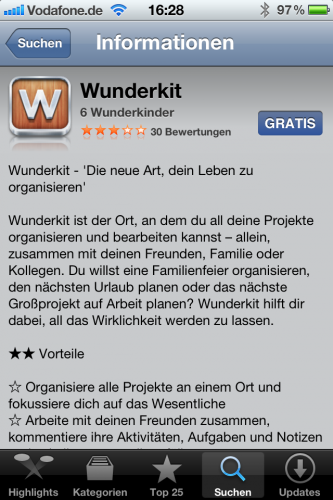 Vodafone.de 16:28 97%
Suchen Informationen
W
Wunderkit
6 Wunderkinder
30 Bewertungen
GRATIS
Wunderkit - 'Die neue Art, dein Leben zu
organisieren'
Wunderkit ist der Ort, an dem du all deine Projekte
organisieren und bearbeiten kannst – allein,
zusammen mit deinen Freunden, Familie oder
Kollegen. Du willst eine Familienfeier organisieren,
den nächsten Urlaub planen oder das nächste
Großprojekt auf Arbeit planen? Wunderkit hilft dir
dabei, all das Wirklichkeit werden zu lassen.
★★ Vorteile
☆ Organisiere alle Projekte an einem Ort und
fokussiere dich auf das Wesentliche
☆ Arbeite mit deinen Freunden zusammen,
kommentiere ihre Aktivitäten, Aufgaben und Notizen
Highlights Kategorien Top 25 Suchen Updates